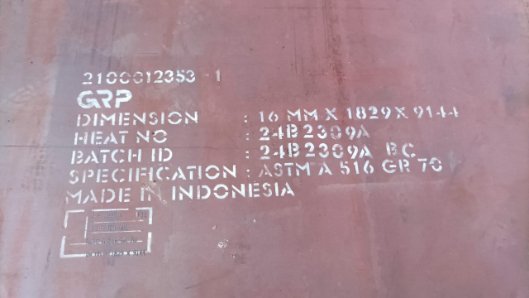 2100012353-1
GRP
DIMENSION : 16 MM X 1829 X 9144
HEAT NO : 24B2309A
BATCH ID : 24B2309A BC
SPECIFICATION : ASTM A 516 GR 70
MADE IN INDONESIA